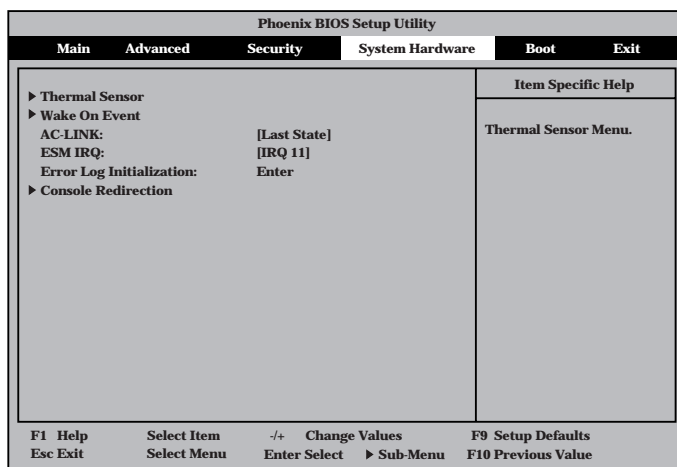 Phoenix BIOS Setup Utility
Main Advanced Security System Hardware Boot Exit
Item Specific Help
▶ Thermal Sensor
▶ Wake On Event
Thermal Sensor Menu.
AC-LINK: [Last State]
ESM IRQ: [IRQ 11]
Error Log Initialization: Enter
▶ Console Redirection
F1 Help Select Item -/+ Change Values F9 Setup Defaults
Esc Exit Select Menu Enter Select ▶ Sub-Menu F10 Previous Value